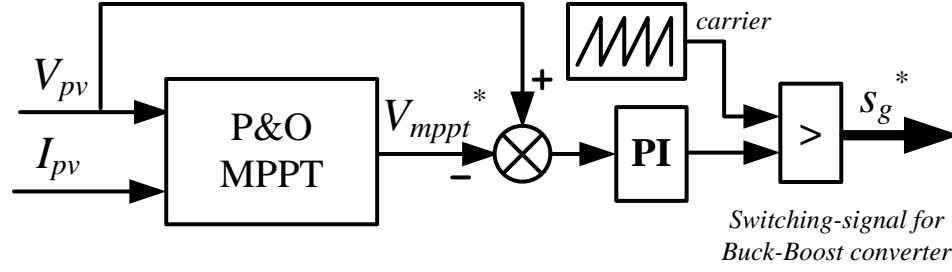 carrier
+
V_pv
P&O
MPPT
V_mppt*
I_pv
−
PI
>
s_g*
Switching-signal for
Buck-Boost converter